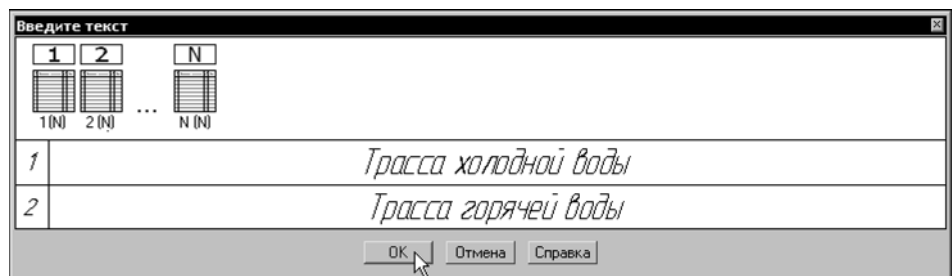 Введите текст
1 2 N
1 (N) 2 (N) ... N (N)
1 Трасса холодной воды
2 Трасса горячей воды
OK Отмена Справка